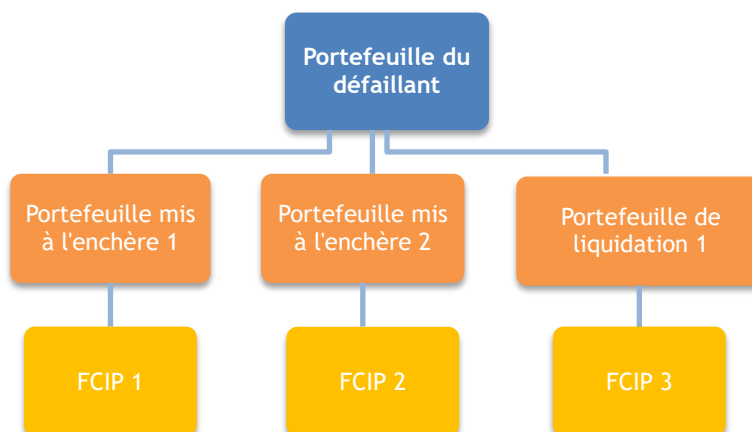 Portefeuille du
défaillant
Portefeuille mis
à l'enchère 1
Portefeuille mis
à l'enchère 2
Portefeuille de
liquidation 1
FCIP 1
FCIP 2
FCIP 3